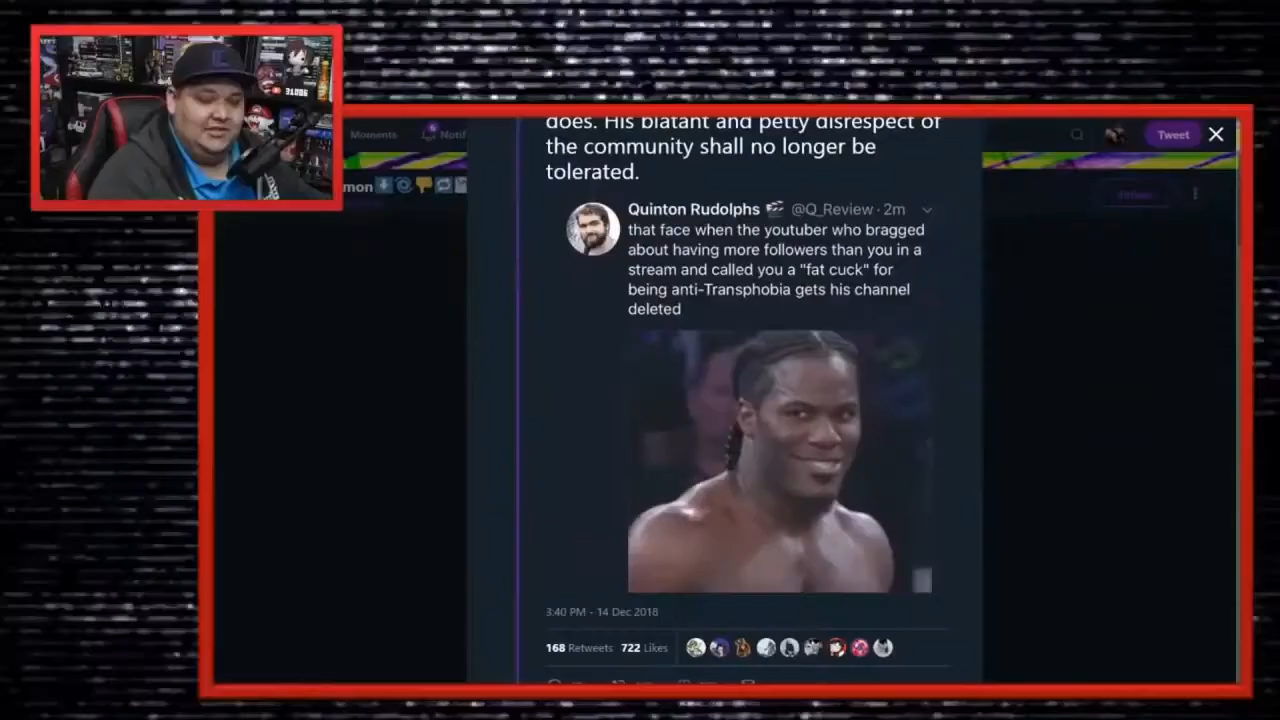 does. His blatant and petty disrespect of
the community shall no longer be
tolerated.
Moments
Notif
Tweet
mon
Quinton Rudolphs @Q_Review · 2m
that face when the youtuber who bragged
about having more followers than you in a
stream and called you a "fat cuck" for
being anti-Transphobia gets his channel
deleted
3:40 PM - 14 Dec 2018
168 Retweets 722 Likes